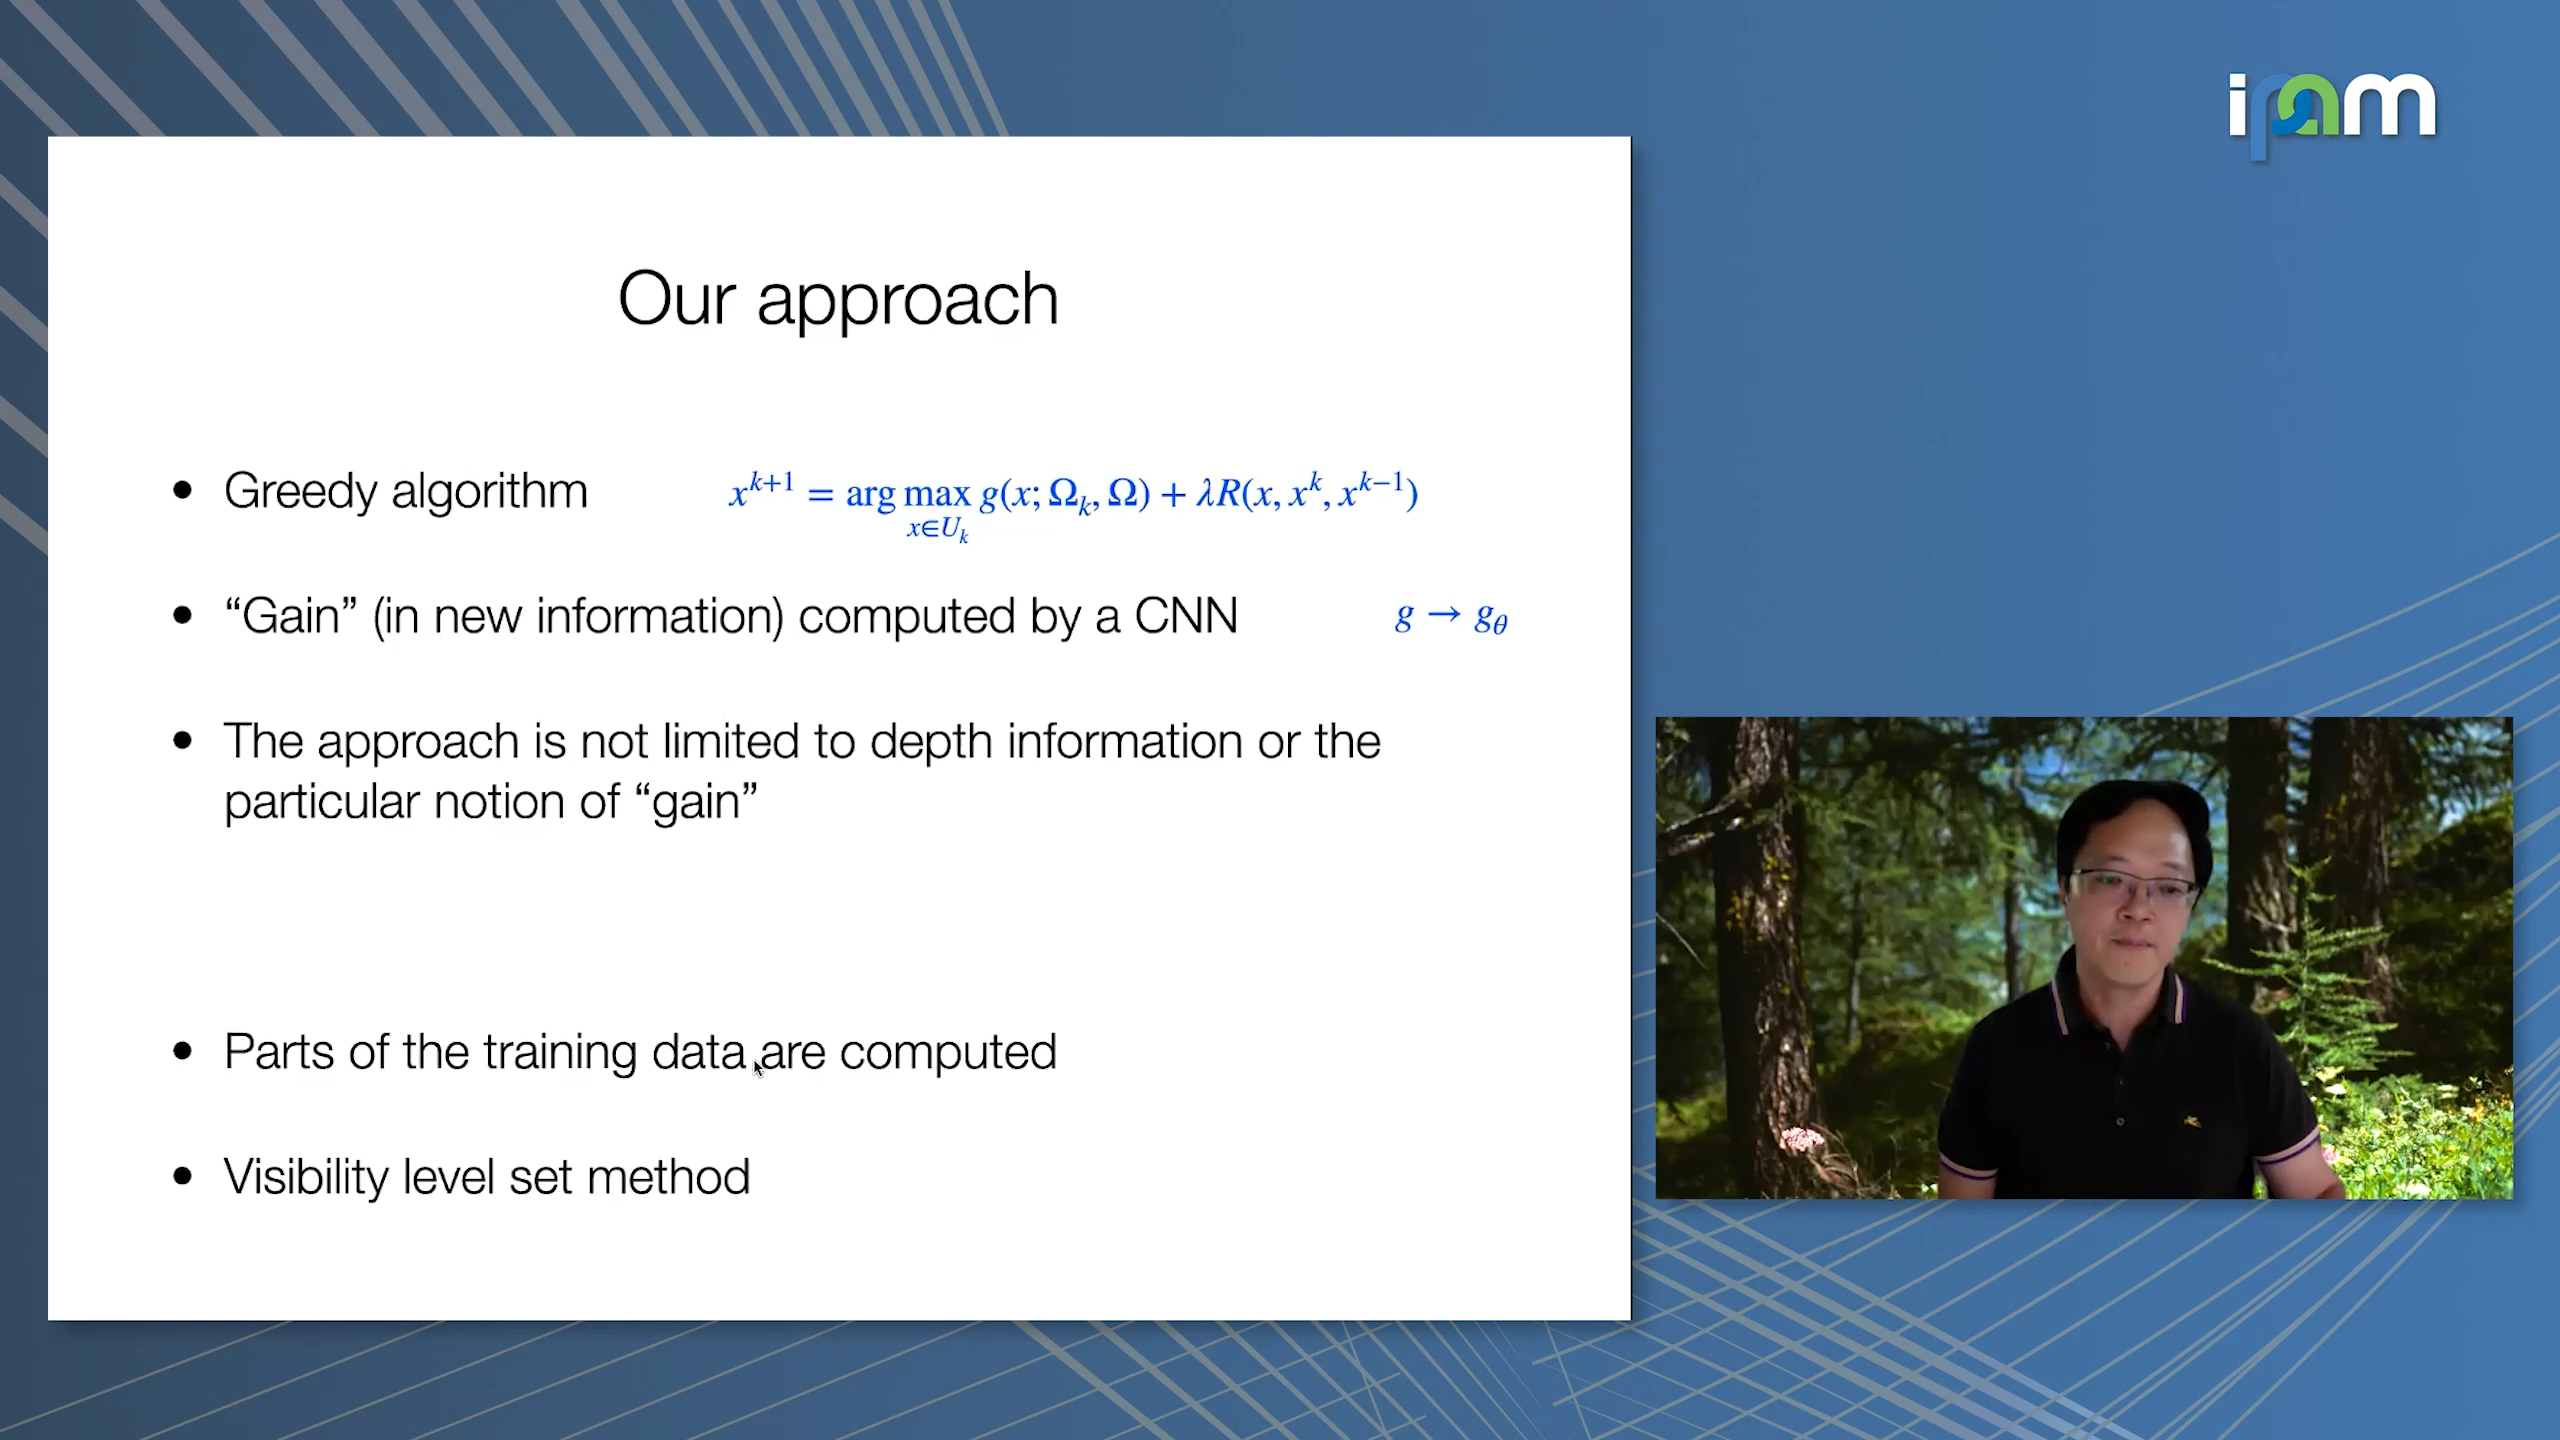 ipam
Our approach
• Greedy algorithm x^{k+1} = arg max_{x∈U_k} g(x; Ω_k, Ω) + λR(x, x^k, x^{k−1})
• “Gain” (in new information) computed by a CNN g → g_θ
• The approach is not limited to depth information or the
particular notion of “gain”
• Parts of the training data are computed
• Visibility level set method